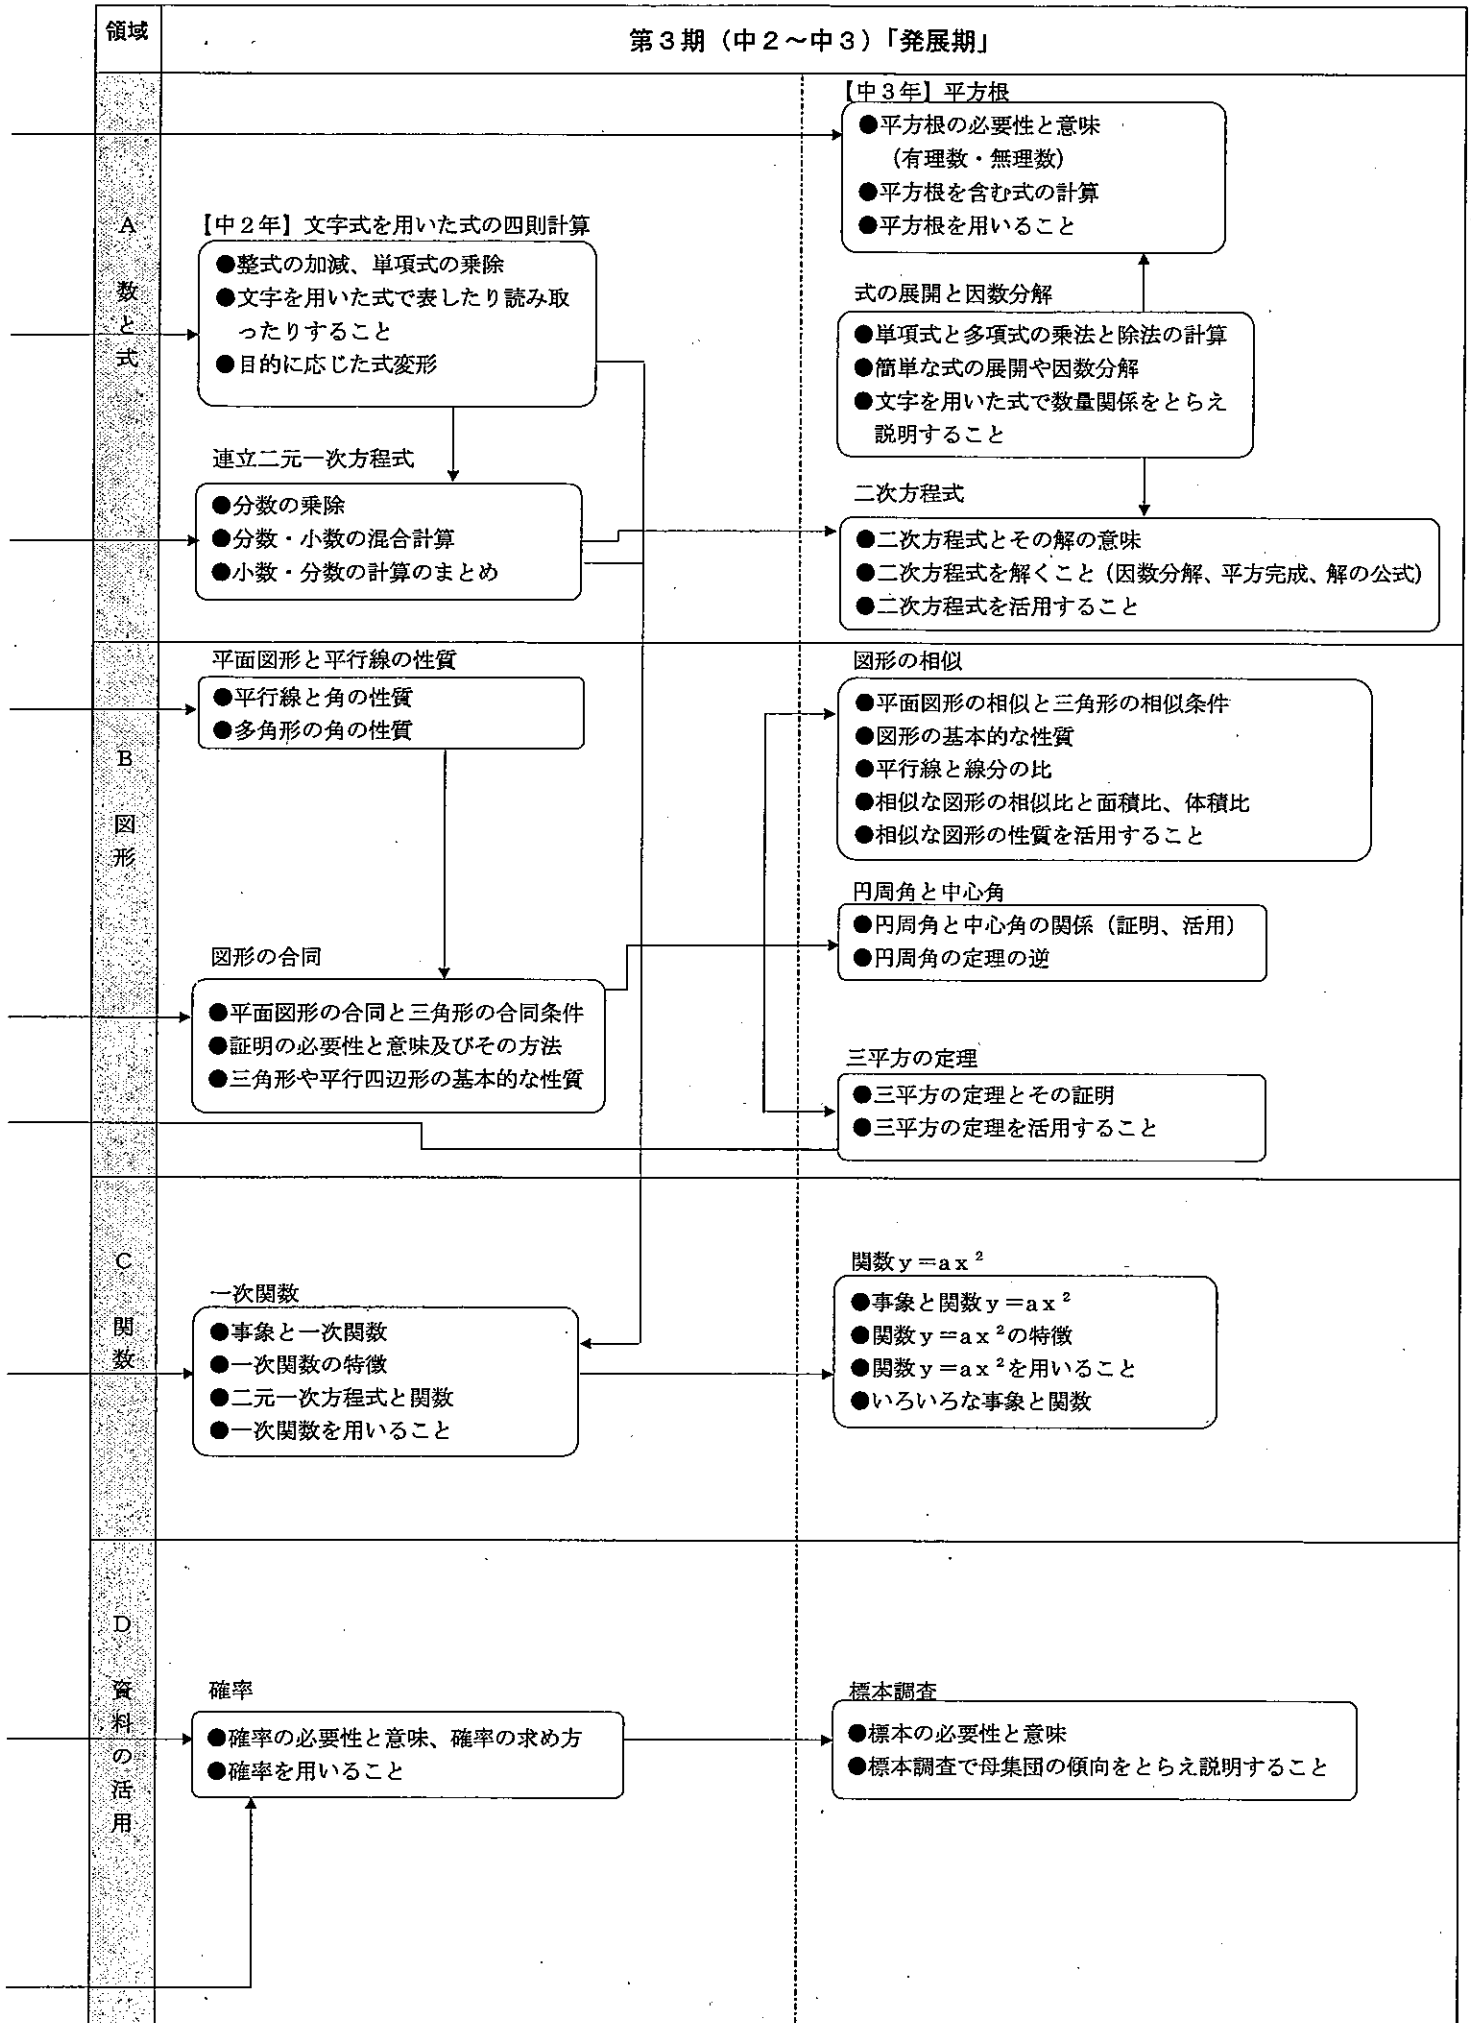 領域
第3期(中2～中3)「発展期」
A 数と式
【中2年】文字式を用いた式の四則計算
●整式の加減、単項式の乗除
●文字を用いた式で表したり読み取
ったりすること
●目的に応じた式変形
連立二元一次方程式
●分数の乗除
●分数・小数の混合計算
●小数・分数の計算のまとめ
【中3年】平方根
●平方根の必要性と意味
(有理数・無理数)
●平方根を含む式の計算
●平方根を用いること
式の展開と因数分解
●単項式と多項式の乗法と除法の計算
●簡単な式の展開や因数分解
●文字を用いた式で数量関係をとらえ
説明すること
二次方程式
●二次方程式とその解の意味
●二次方程式を解くこと(因数分解、平方完成、解の公式)
●二次方程式を活用すること
B 図形
平面図形と平行線の性質
●平行線と角の性質
●多角形の角の性質
図形の合同
●平面図形の合同と三角形の合同条件
●証明の必要性と意味及びその方法
●三角形や平行四辺形の基本的な性質
図形の相似
●平面図形の相似と三角形の相似条件
●図形の基本的な性質
●平行線と線分の比
●相似な図形の相似比と面積比、体積比
●相似な図形の性質を活用すること
円周角と中心角
●円周角と中心角の関係(証明、活用)
●円周角の定理の逆
三平方の定理
●三平方の定理とその証明
●三平方の定理を活用すること
C 関数
一次関数
●事象と一次関数
●一次関数の特徴
●二元一次方程式と関数
●一次関数を用いること
関数y=ax²
●事象と関数y=ax²
●関数y=ax²の特徴
●関数y=ax²を用いること
●いろいろな事象と関数
D 資料の活用
確率
●確率の必要性と意味、確率の求め方
●確率を用いること
標本調査
●標本の必要性と意味
●標本調査で母集団の傾向をとらえ説明すること